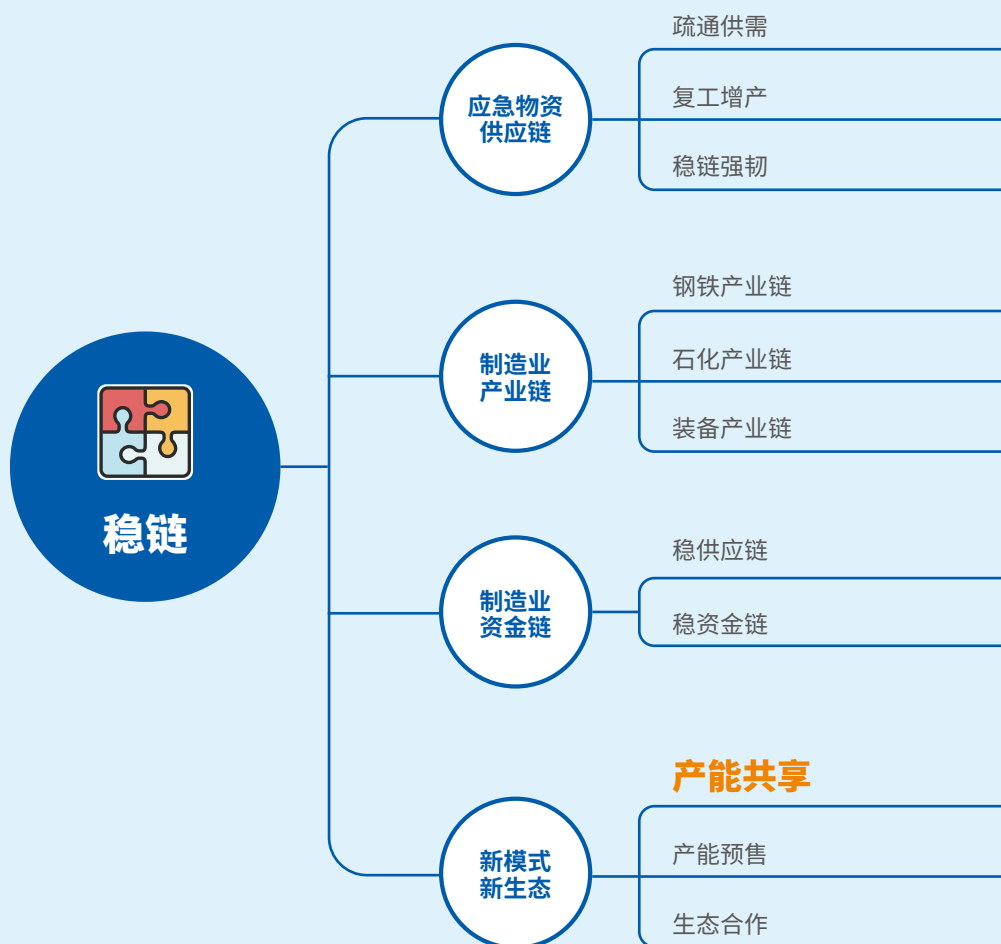 稳链
应急物资
供应链
疏通供需
复工增产
稳链强韧
制造业
产业链
钢铁产业链
石化产业链
装备产业链
制造业
资金链
稳供应链
稳资金链
新模式
新生态
产能共享
产能预售
生态合作